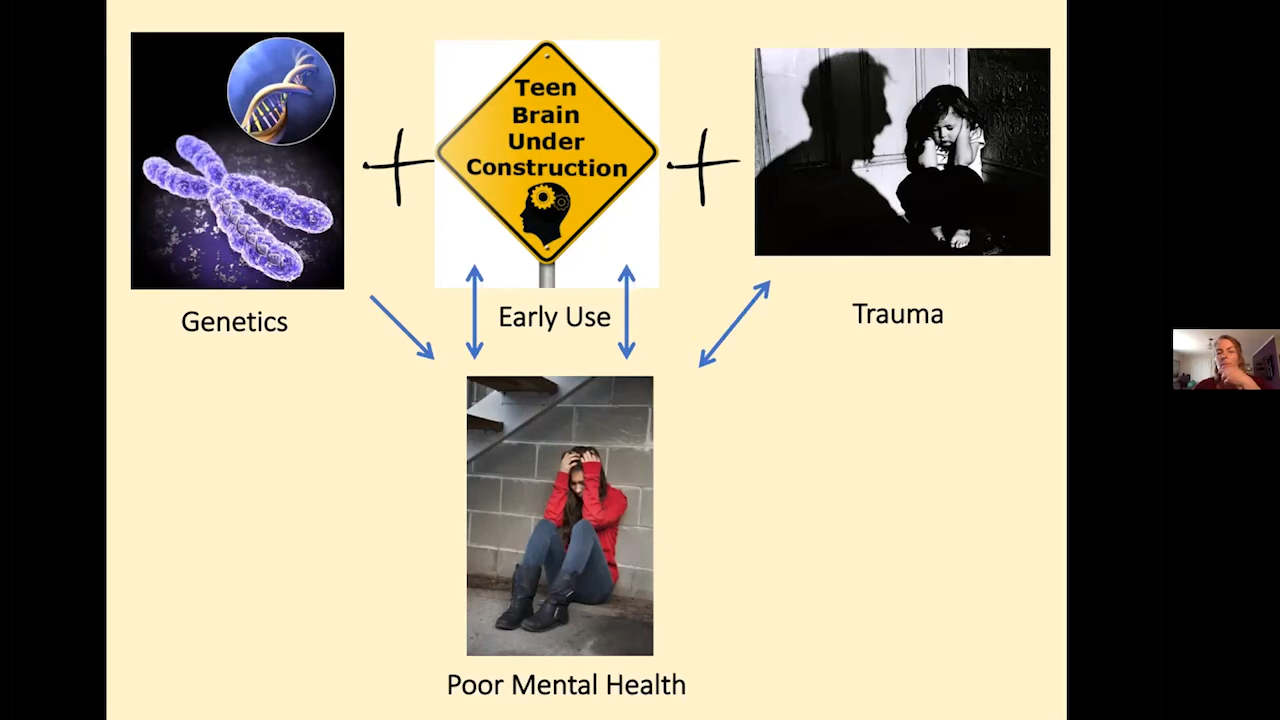 Teen
Brain
Under
Construction
Genetics
Early Use
Trauma
Poor Mental Health